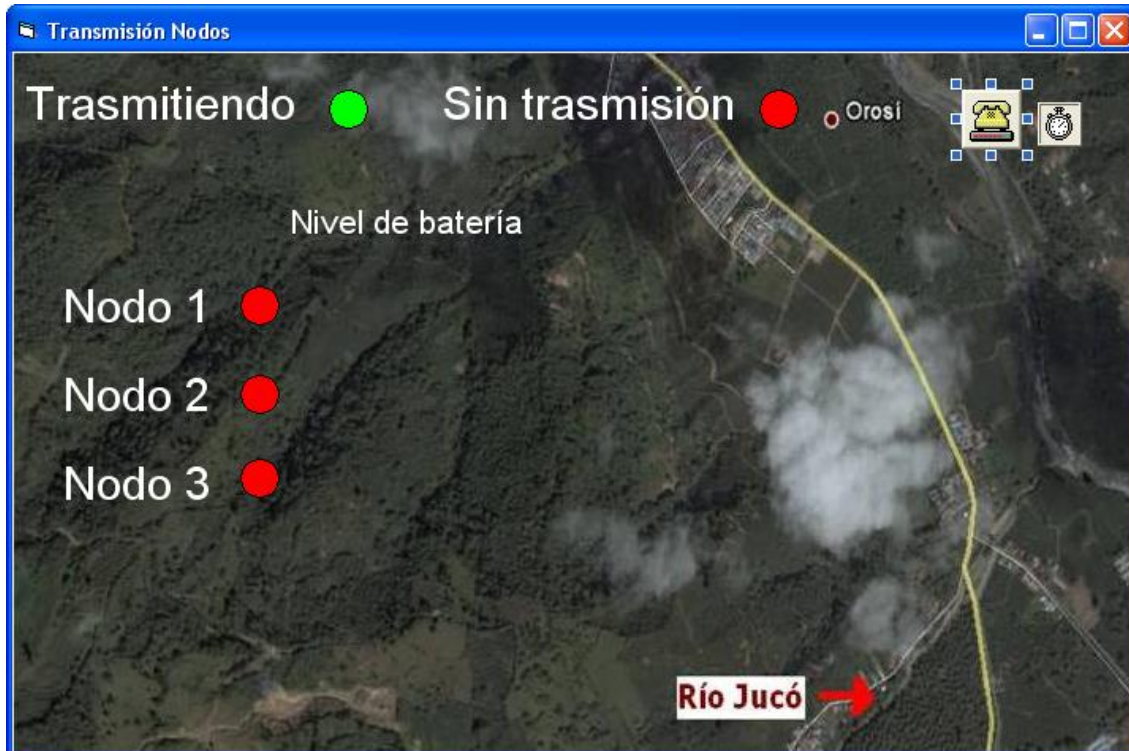 Transmisión Nodos
Trasmitiendo
Sin trasmisión
Orosí
Nivel de batería
Nodo 1
Nodo 2
Nodo 3
Río Jucó